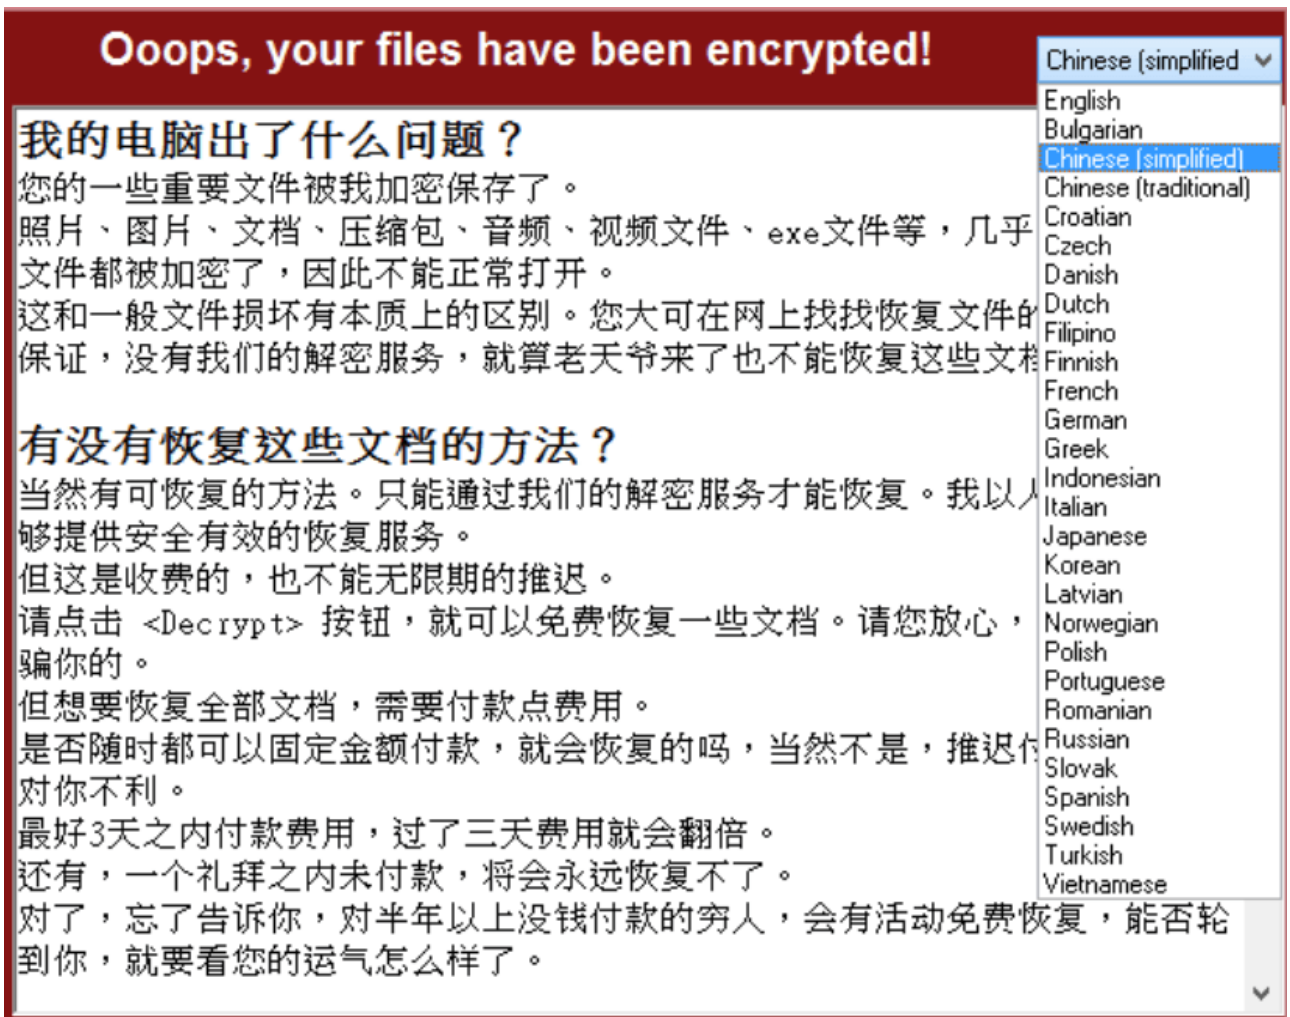 Ooops, your files have been encrypted!
Chinese (simplified
English
Bulgarian
Chinese (simplified)
Chinese (traditional)
Croatian
Czech
Danish
Dutch
Filipino
Finnish
French
German
Greek
Indonesian
Italian
Japanese
Korean
Latvian
Norwegian
Polish
Portuguese
Romanian
Russian
Slovak
Spanish
Swedish
Turkish
Vietnamese
我的电脑出了什么问题？
您的一些重要文件被我加密保存了。
照片、图片、文档、压缩包、音频、视频文件、exe文件等，几乎
文件都被加密了，因此不能正常打开。
这和一般文件损坏有本质上的区别。您大可在网上找找恢复文件的
保证，没有我们的解密服务，就算老天爷来了也不能恢复这些文档
有没有恢复这些文档的方法？
当然有可恢复的方法。只能通过我们的解密服务才能恢复。我以人
够提供安全有效的恢复服务。
但这是收费的，也不能无限期的推迟。
请点击 <Decrypt> 按钮，就可以免费恢复一些文档。请您放心，
骗你的。
但想要恢复全部文档，需要付款点费用。
是否随时都可以固定金额付款，就会恢复的吗，当然不是，推迟付
对你不利。
最好3天之内付款费用，过了三天费用就会翻倍。
还有，一个礼拜之内未付款，将会永远恢复不了。
对了，忘了告诉你，对半年以上没钱付款的穷人，会有活动免费恢复，能否轮
到你，就要看您的运气怎么样了。